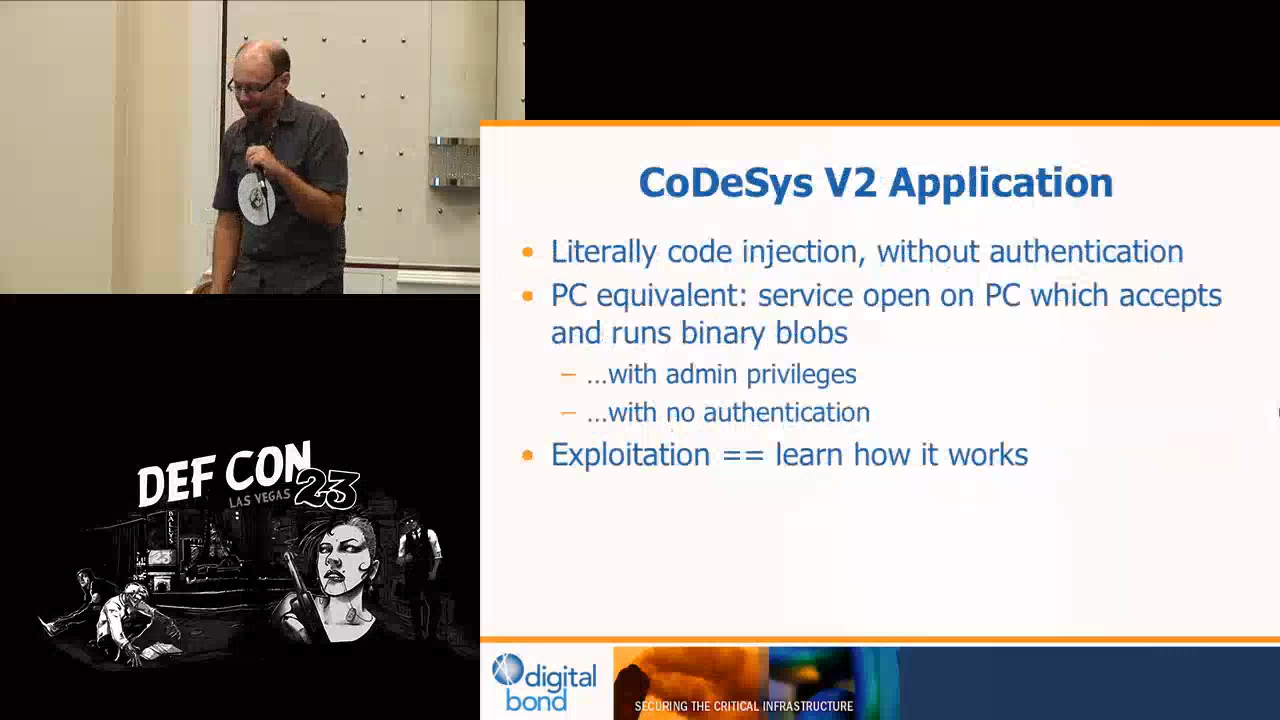 CoDeSys V2 Application
• Literally code injection, without authentication
• PC equivalent: service open on PC which accepts
and runs binary blobs
– ...with admin privileges
– ...with no authentication
• Exploitation == learn how it works
DEF CON
LAS VEGAS 23
BALLYS
digital
bond
SECURING THE CRITICAL INFRASTRUCTURE